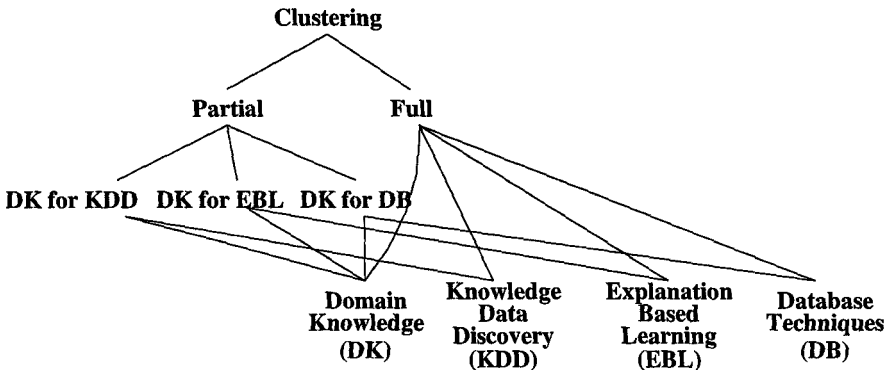 Clustering
Partial Full
DK for KDD DK for EBL DK for DB
Domain
Knowledge
(DK)
Knowledge
Data
Discovery
(KDD)
Explanation
Based
Learning
(EBL)
Database
Techniques
(DB)